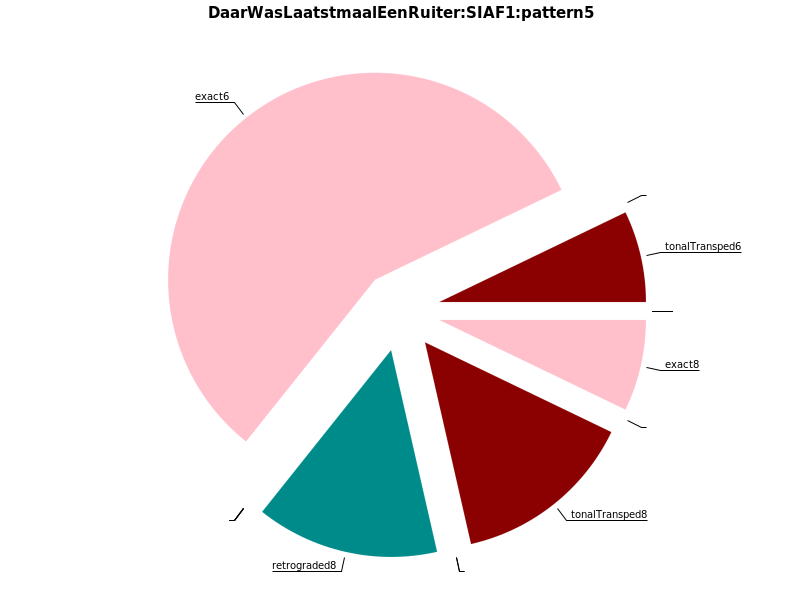 DaarWasLaatstmaalEenRuiter:SIAF1:pattern5
exact6
tonalTransped6
exact8
tonalTransped8
retrograded8